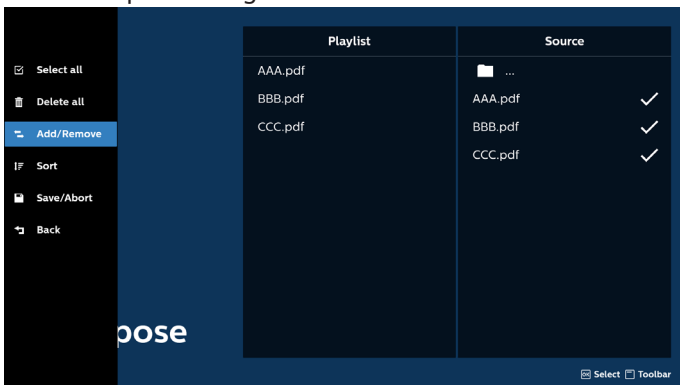 Select all
Delete all
Add/Remove
Sort
Save/Abort
Back
Playlist
AAA.pdf
BBB.pdf
CCC.pdf
Source
...
AAA.pdf
BBB.pdf
CCC.pdf
pose
OK Select Toolbar